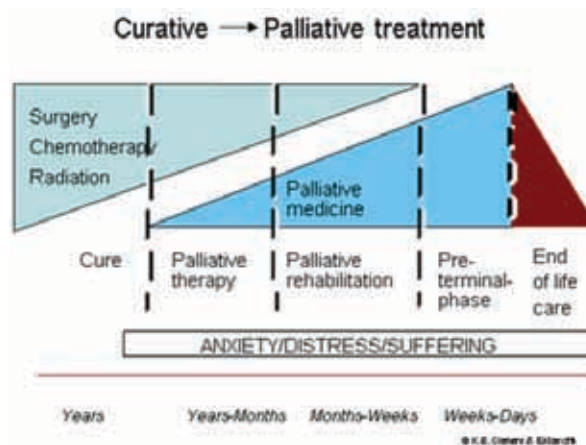 Curative → Palliative treatment
Surgery
Chemotherapy
Radiation
Palliative
medicine
Cure
Palliative
therapy
Palliative
rehabilitation
Pre-
terminal-
phase
End
of life
care
ANXIETY/DISTRESS/SUFFERING
Years
Years-Months
Months-Weeks
Weeks-Days